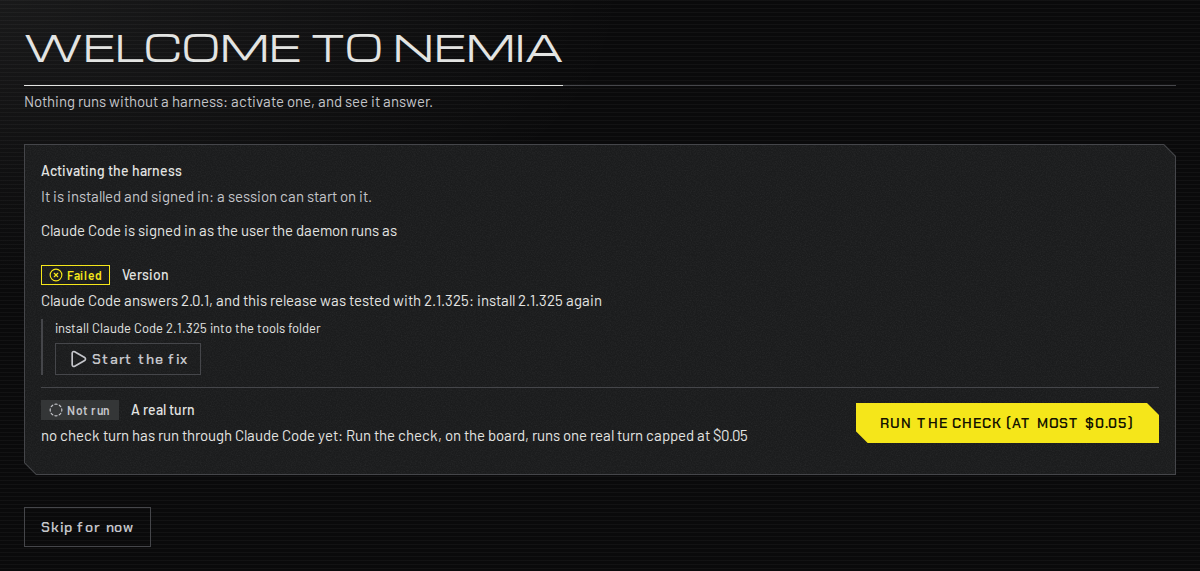 WELCOME TO NEMIA
Nothing runs without a harness: activate one, and see it answer.
Activating the harness
It is installed and signed in: a session can start on it.
Claude Code is signed in as the user the daemon runs as
Failed Version
Claude Code answers 2.0.1, and this release was tested with 2.1.325: install 2.1.325 again
install Claude Code 2.1.325 into the tools folder
Start the fix
Not run A real turn
no check turn has run through Claude Code yet: Run the check, on the board, runs one real turn capped at $0.05
RUN THE CHECK (AT MOST $0.05)
Skip for now